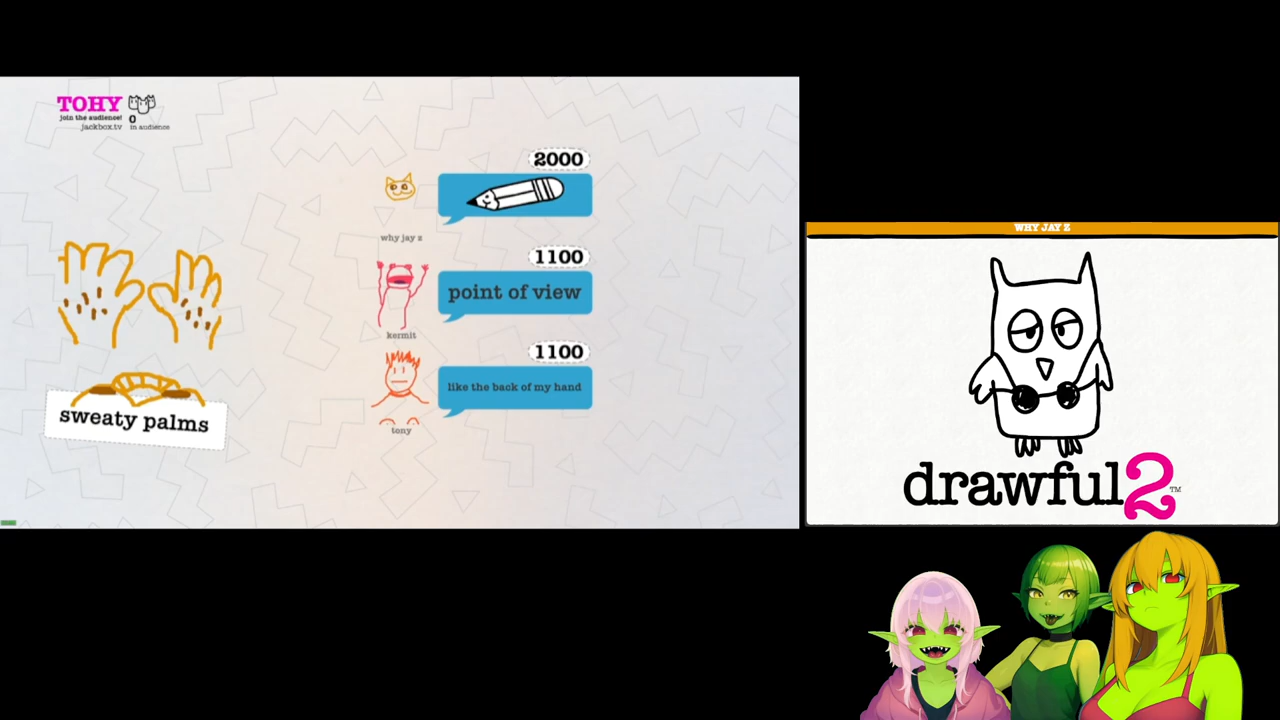 TOHY
join the audience!
jackbox.tv
0
in audience
2000
why jay z
1100
point of view
kermit
1100
like the back of my hand
tony
sweaty palms
WHY JAY Z
drawful2™